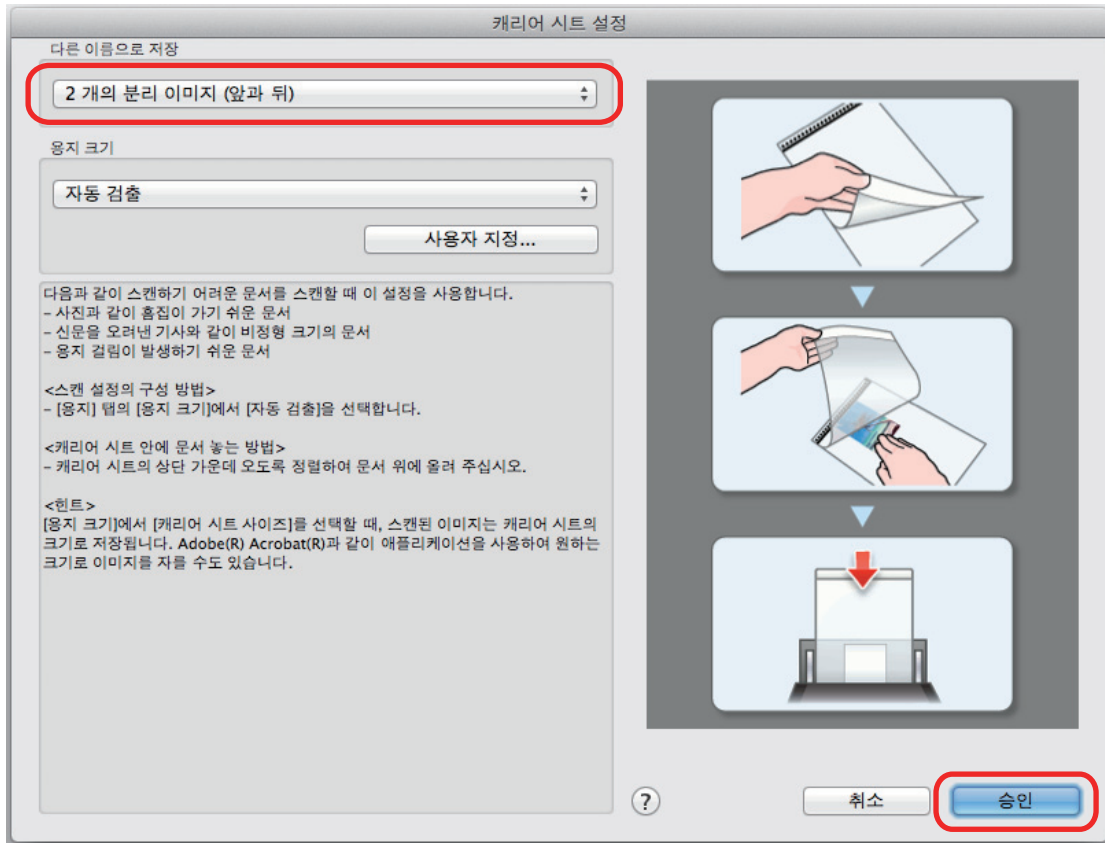 캐리어 시트 설정
다른 이름으로 저장
2 개의 분리 이미지 (앞과 뒤)
용지 크기
자동 검출
사용자 지정...
다음과 같이 스캔하기 어려운 문서를 스캔할 때 이 설정을 사용합니다.
– 사진과 같이 흠집이 가기 쉬운 문서
– 신문을 오려낸 기사와 같이 비정형 크기의 문서
– 용지 걸림이 발생하기 쉬운 문서
<스캔 설정의 구성 방법>
– [용지] 탭의 [용지 크기]에서 [자동 검출]을 선택합니다.
<캐리어 시트 안에 문서 놓는 방법>
– 캐리어 시트의 상단 가운데 오도록 정렬하여 문서 위에 올려 주십시오.
<힌트>
[용지 크기]에서 [캐리어 시트 사이즈]를 선택할 때, 스캔된 이미지는 캐리어 시트의
크기로 저장됩니다. Adobe(R) Acrobat(R)과 같이 애플리케이션을 사용하여 원하는
크기로 이미지를 자를 수도 있습니다.
?
취소
승인